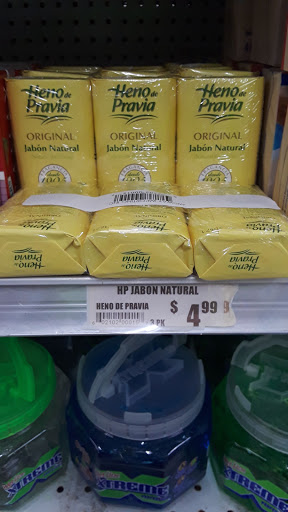 Heno de
Pravia
ORIGINAL
Jabón Natural
Heno de
Pravia
ORIGINAL
Jabón Natural
Heno de
Pravia
ORIGINAL
Jabón Natural
Heno de
Pravia
Heno de
Pravia
Heno de
Pravia
HP JABON NATURAL
HENO DE PRAVIA
$ 4.99
3 PK
XTREME
XTREME
XTREME